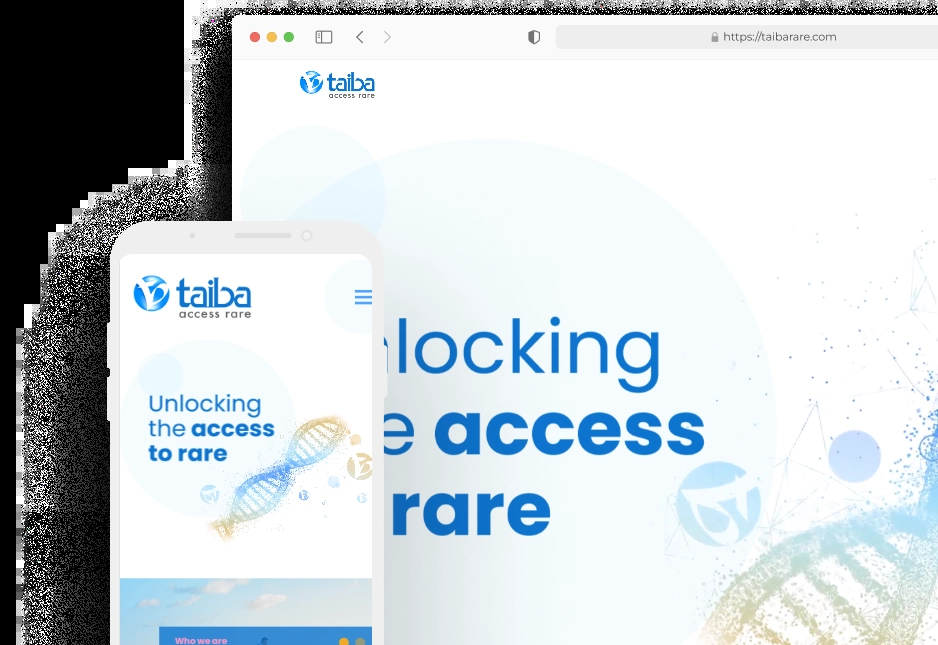 https://taibarare.com
taiba
access rare
nlocking
e access
rare
taiba
access rare
Unlocking
the access
to rare
Who we are